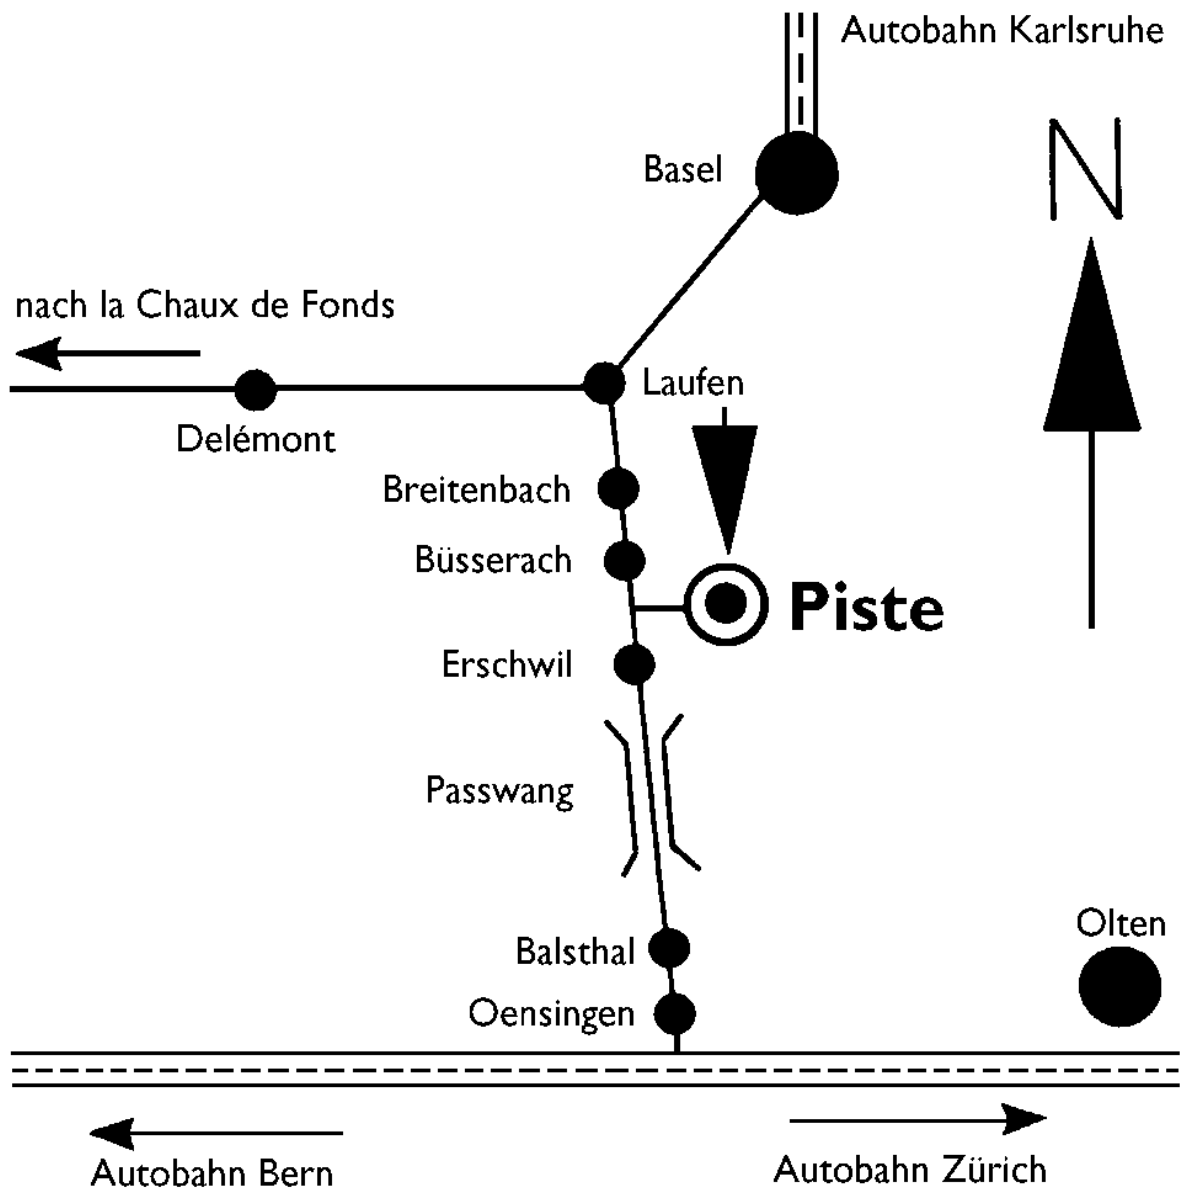 Autobahn Karlsruhe
Basel
N
nach la Chaux de Fonds
Laufen
Delémont
Breitenbach
Büsserach
Piste
Erschwil
Passwang
Olten
Balsthal
Oensingen
Autobahn Bern
Autobahn Zürich